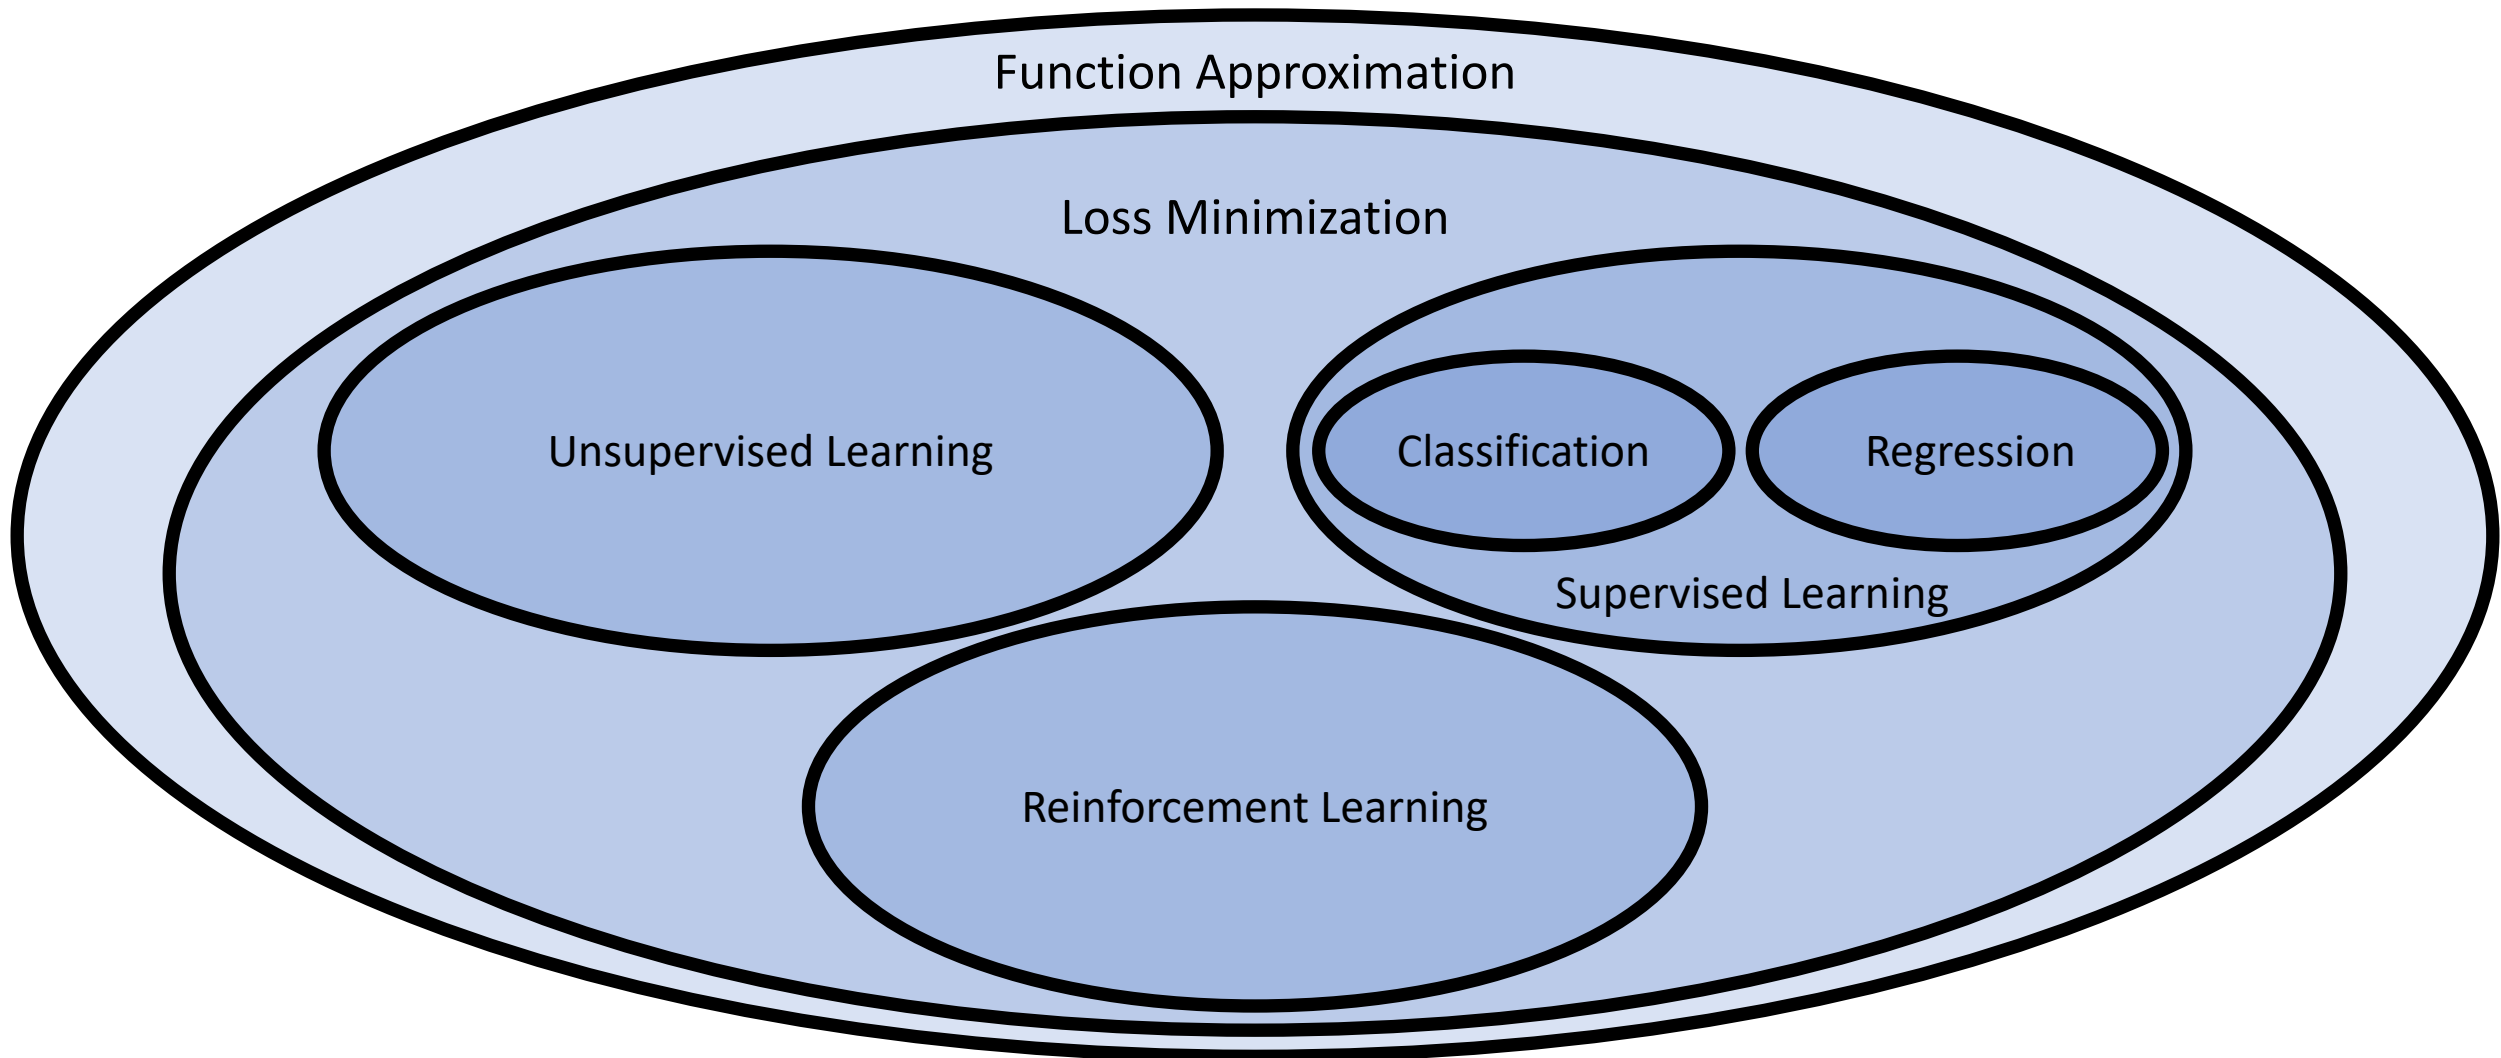 Function Approximation
Loss Minimization
Unsupervised Learning
Classification
Regression
Supervised Learning
Reinforcement Learning